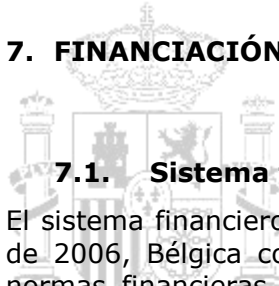 7. FINANCIACIÓN
7.1. Sistema
El sistema financiero
de 2006, Bélgica co
normas financieras